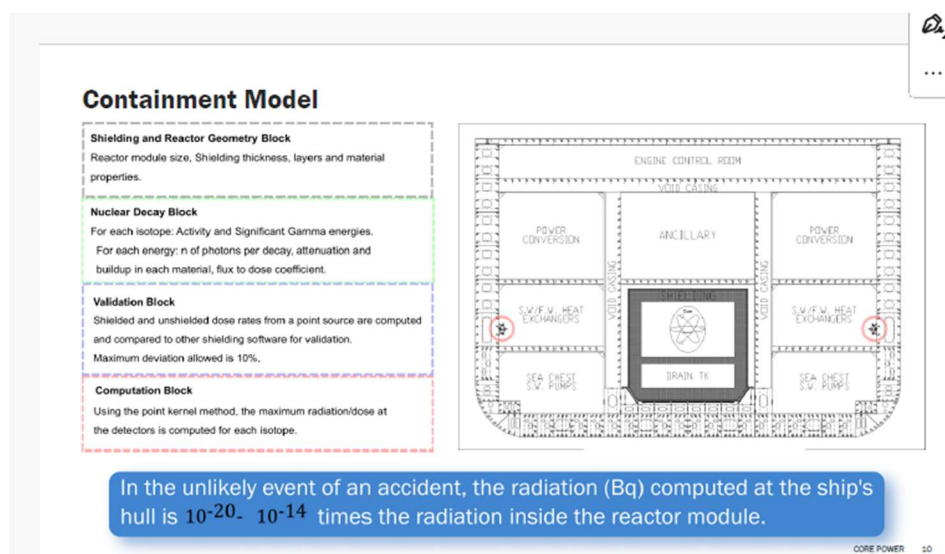 Containment Model
Shielding and Reactor Geometry Block
Reactor module size, Shielding thickness, layers and material
properties.
Nuclear Decay Block
For each isotope: Activity and Significant Gamma energies.
For each energy: n of photons per decay, attenuation and
buildup in each material, flux to dose coefficient.
Validation Block
Shielded and unshielded dose rates from a point source are computed
and compared to other shielding software for validation.
Maximum deviation allowed is 10%.
Computation Block
Using the point kernel method, the maximum radiation/dose at
the detectors is computed for each isotope.
ENGINE CONTROL ROOM
VOID CASING
POWER
CONVERSION
ANCILLARY
POWER
CONVERSION
VOID CASING
VOID CASING
SHIELDING
S.W/F.W. HEAT
EXCHANGERS
S.W/F.W. HEAT
EXCHANGERS
DRAIN TK
SEA CHEST
S.W. PUMPS
SEA CHEST
S.W. PUMPS
In the unlikely event of an accident, the radiation (Bq) computed at the ship's
hull is 10⁻²⁰- 10⁻¹⁴ times the radiation inside the reactor module.
CORE POWER 10